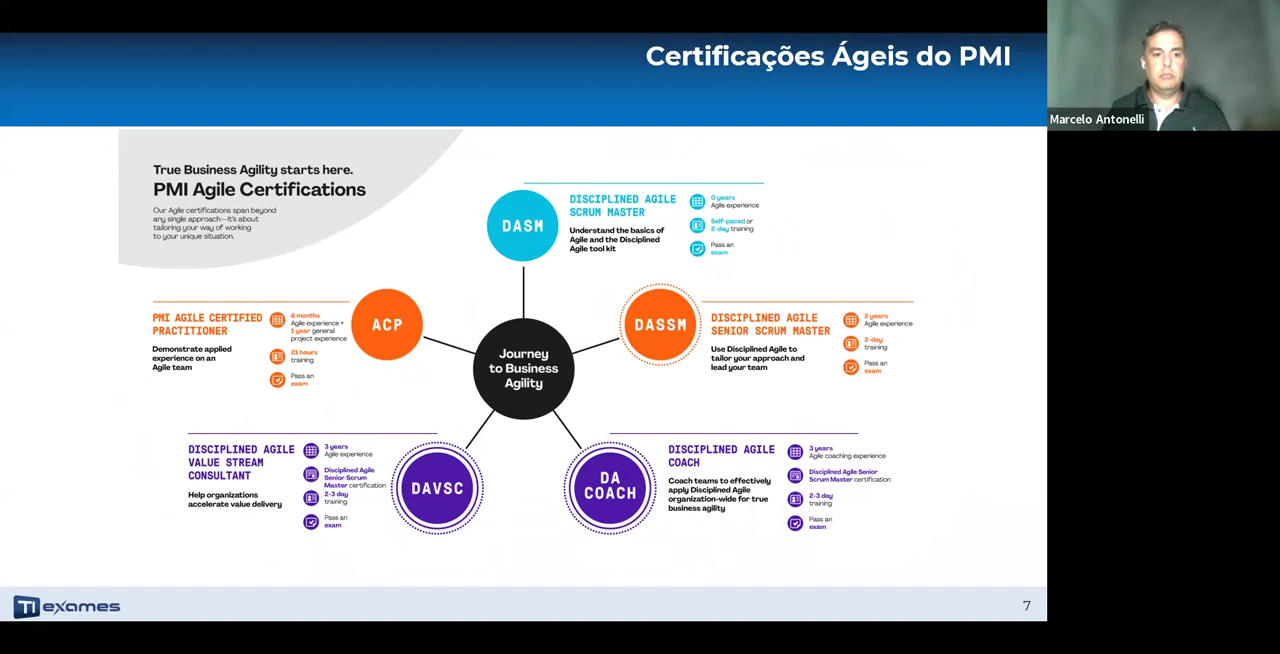 Certificações Ágeis do PMI
Marcelo Antonelli
True Business Agility starts here.
PMI Agile Certifications
Our Agile certifications span beyond
any single approach—it's about
tailoring your way of working
to your unique situation.
DASM
DISCIPLINED AGILE
SCRUM MASTER
Understand the basics of
Agile and the Disciplined
Agile tool kit
0 years
Agile experience
Self-paced or
2-day training
Pass an
exam
PMI AGILE CERTIFIED
PRACTITIONER
Demonstrate applied
experience on an
Agile team
8 months
Agile experience +
1 year general
project experience
21 hours
training
Pass an
exam
ACP
DASSM
DISCIPLINED AGILE
SENIOR SCRUM MASTER
Use Disciplined Agile to
tailor your approach and
lead your team
2 years
Agile experience
2-day
training
Pass an
exam
Journey
to Business
Agility
DISCIPLINED AGILE
VALUE STREAM
CONSULTANT
Help organizations
accelerate value delivery
3 years
Agile experience
Disciplined Agile
Senior Scrum
Master certification
2-3 day
training
Pass an
exam
DAVSC
DA
COACH
DISCIPLINED AGILE
COACH
Coach teams to effectively
apply Disciplined Agile
organization-wide for true
business agility
3 years
Agile coaching experience
Disciplined Agile Senior
Scrum Master certification
2-3 day
training
Pass an
exam
TI exames
7